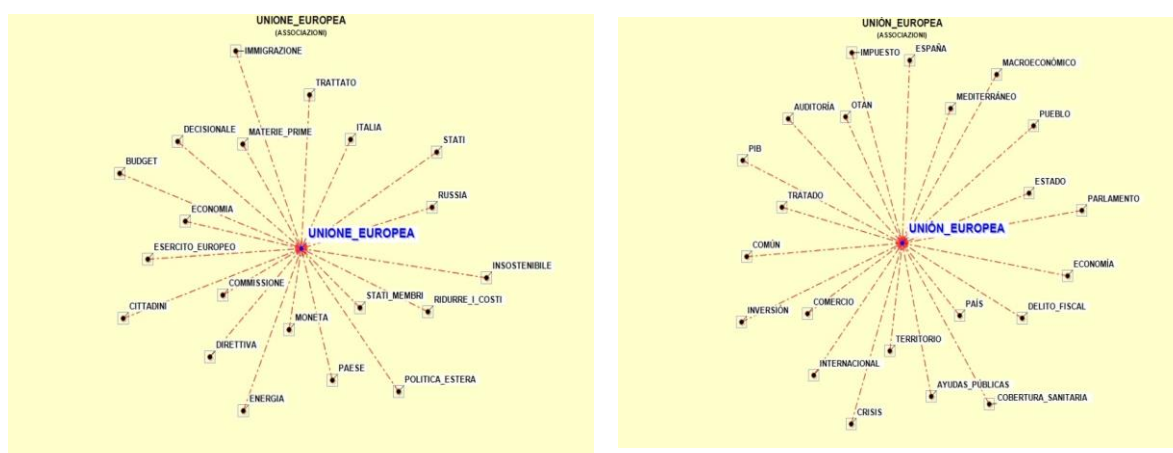 UNIONE_EUROPEA
(ASSOCIAZIONI)
IMMIGRAZIONE
TRATTATO
DECISIONALE
MATERIE_PRIME
ITALIA
STATI
BUDGET
RUSSIA
ECONOMIA
UNIONE_EUROPEA
ESERCITO_EUROPEO
INSOSTENIBILE
COMMISSIONE
STATI_MEMBRI
RIDURRE_I_COSTI
CITTADINI
MONETA
DIRETTIVA
PAESE
POLITICA_ESTERA
ENERGIA
UNIÓN_EUROPEA
(ASSOCIAZIONI)
IMPUESTO
ESPAÑA
MACROECONÓMICO
AUDITORÍA
OTAN
MEDITERRÁNEO
PUEBLO
PIB
ESTADO
TRATADO
PARLAMENTO
UNIÓN_EUROPEA
COMÚN
ECONOMÍA
INVERSIÓN
COMERCIO
PAÍS
DELITO_FISCAL
TERRITORIO
INTERNACIONAL
AYUDAS_PÚBLICAS
COBERTURA_SANITARIA
CRISIS